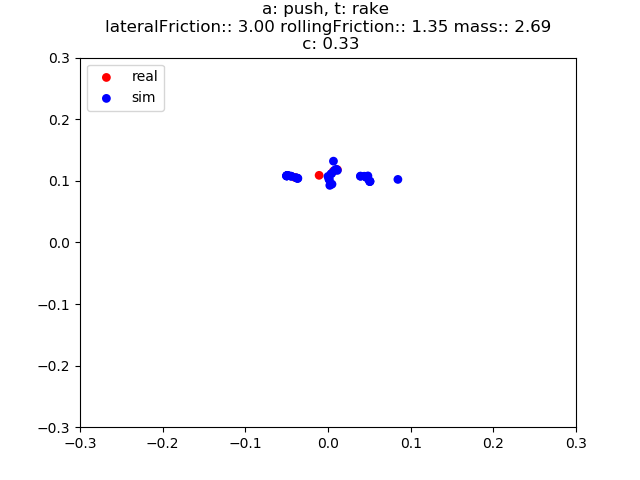 a: push, t: rake
lateralFriction:: 3.00 rollingFriction:: 1.35 mass:: 2.69
c: 0.33
real
sim
0.3
0.2
0.1
0.0
−0.1
−0.2
−0.3
−0.3
−0.2
−0.1
0.0
0.1
0.2
0.3